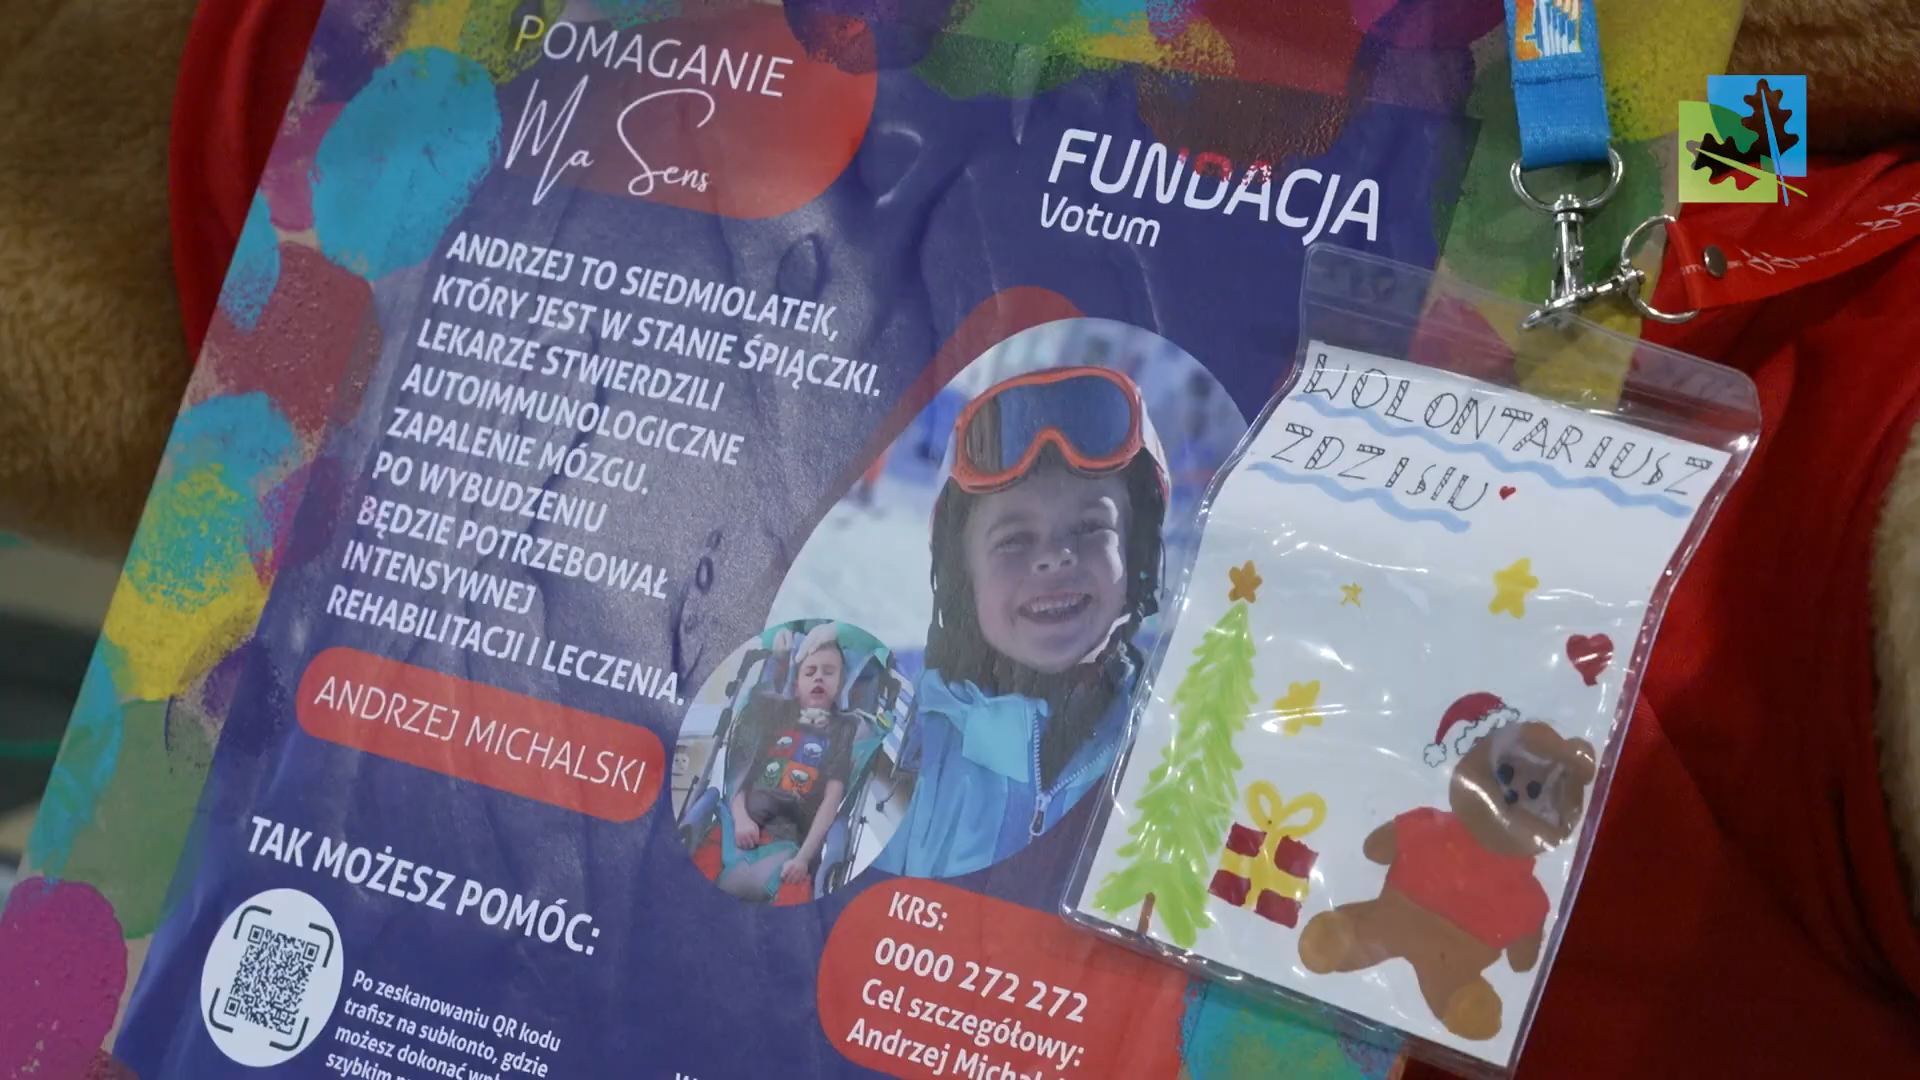 POMAGANIE
Ma Sens
FUNDACJA
Votum
ANDRZEJ TO SIEDMIOLATEK,
KTÓRY JEST W STANIE ŚPIĄCZKI.
LEKARZE STWIERDZILI
AUTOIMMUNOLOGICZNE
ZAPALENIE MÓZGU.
PO WYBUDZENIU
BĘDZIE POTRZEBOWAŁ
INTENSYWNEJ
REHABILITACJI I LECZENIA.
ANDRZEJ MICHALSKI
TAK MOŻESZ POMÓC:
Po zeskanowaniu QR kodu
trafisz na subkonto, gdzie
możesz dokonać
szybkim
KRS:
0000 272 272
Cel szczegółowy:
Andrzej
WOLONTARIUSZ
ZDZISIU